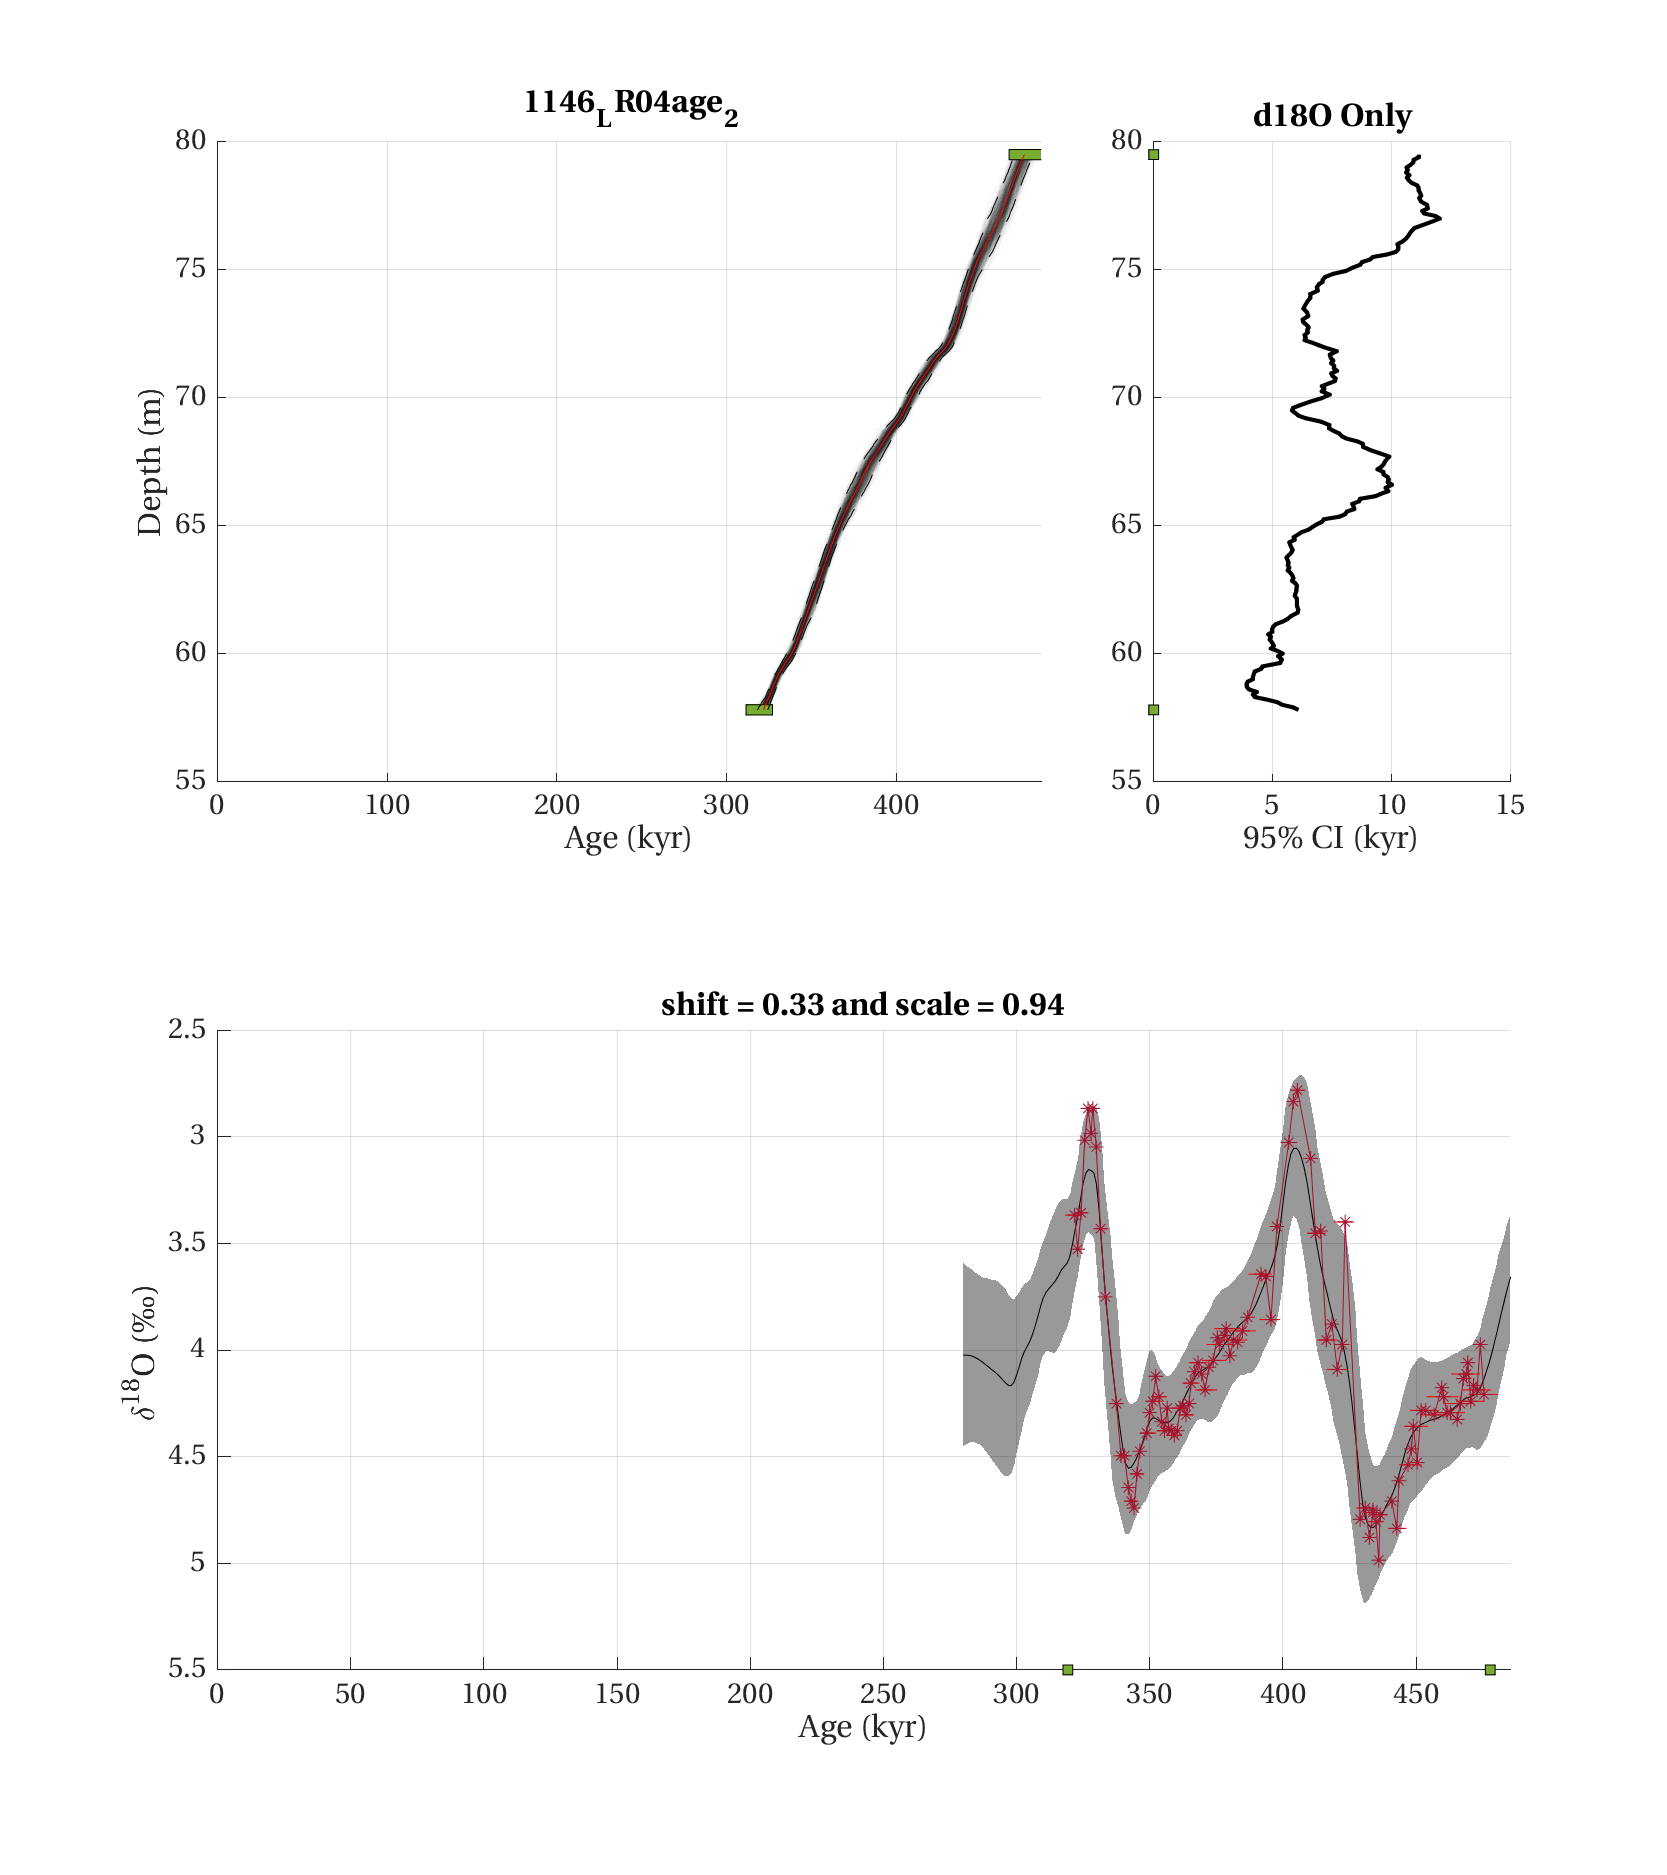 1146LR04age2
80
75
70
65
60
55
Depth (m)
0 100 200 300 400
Age (kyr)
d18O Only
80
75
70
65
60
55
0 5 10 15
95% CI (kyr)
shift = 0.33 and scale = 0.94
2.5
3
3.5
4
4.5
5
5.5
δ18O (‰)
0 50 100 150 200 250 300 350 400 450
Age (kyr)